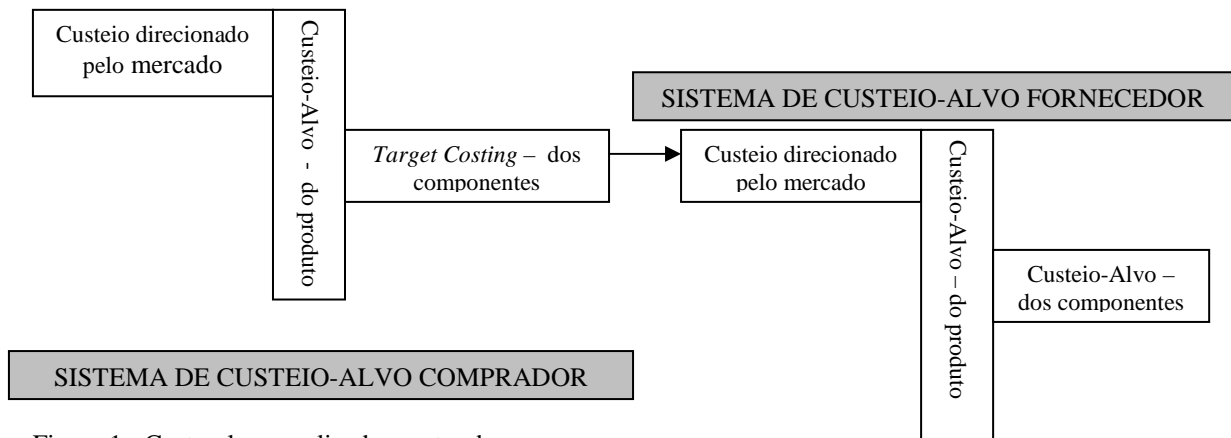 Custeio direcionado
pelo mercado
Custeio-Alvo - do produto
SISTEMA DE CUSTEIO-ALVO FORNECEDOR
Target Costing – dos
componentes
Custeio direcionado
pelo mercado
Custeio-Alvo – do produto
Custeio-Alvo –
dos componentes
SISTEMA DE CUSTEIO-ALVO COMPRADOR